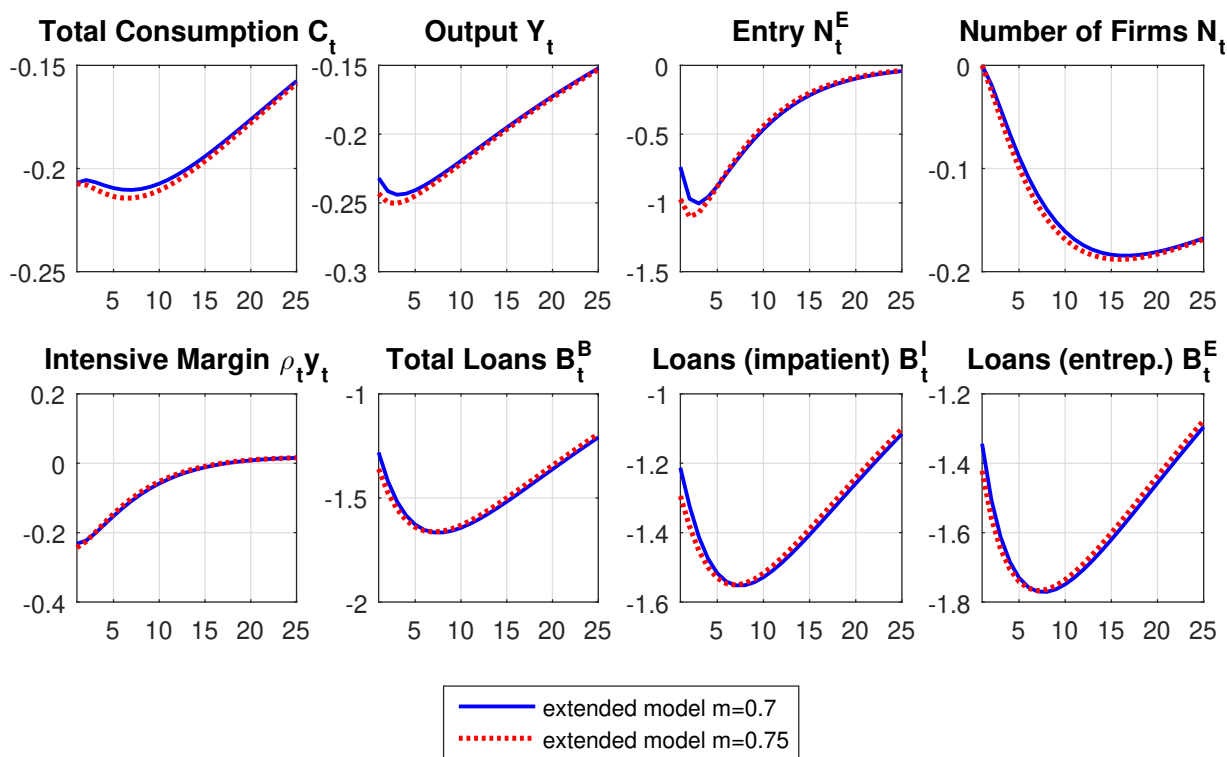 Total Consumption C_t
Output Y_t
Entry N_t^E
Number of Firms N_t
-0.15
-0.2
-0.25
5 10 15 20 25
-0.15
-0.2
-0.25
-0.3
5 10 15 20 25
0
-0.5
-1
-1.5
5 10 15 20 25
0
-0.1
-0.2
5 10 15 20 25
Intensive Margin ρ_t y_t
Total Loans B_t^B
Loans (impatient) B_t^I
Loans (entrep.) B_t^E
0.2
0
-0.2
-0.4
5 10 15 20 25
-1
-1.5
-2
5 10 15 20 25
-1
-1.2
-1.4
-1.6
5 10 15 20 25
-1.2
-1.4
-1.6
-1.8
5 10 15 20 25
extended model m=0.7
extended model m=0.75